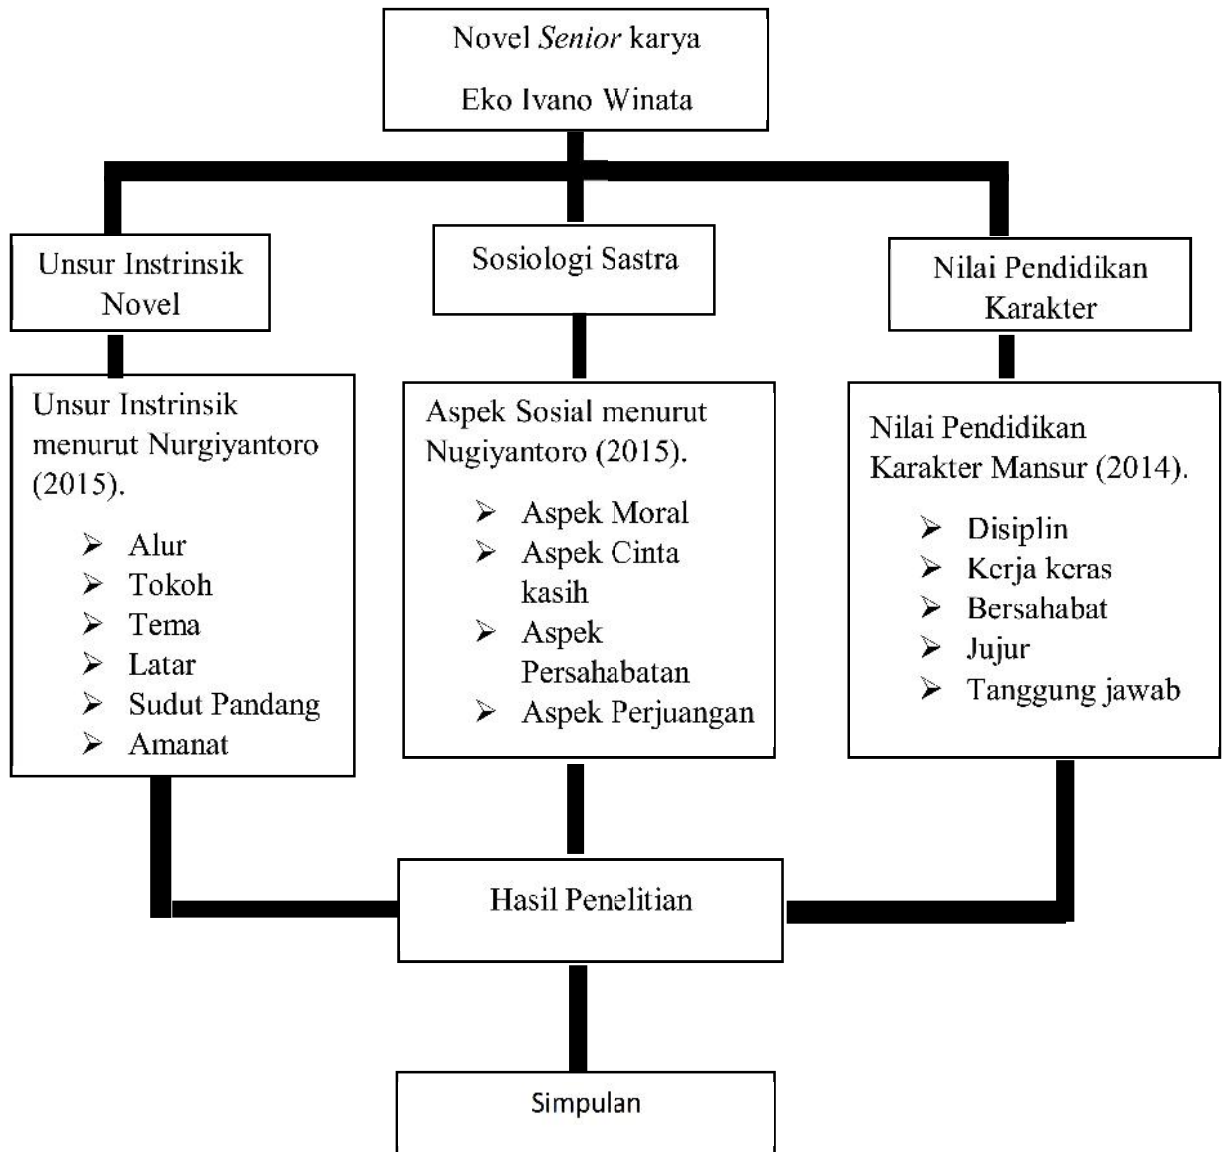 Novel Senior karya
Eko Ivano Winata
Unsur Instrinsik
Novel
Sosiologi Sastra
Nilai Pendidikan
Karakter
Unsur Instrinsik
menurut Nurgiyantoro
(2015).
➢ Alur
➢ Tokoh
➢ Tema
➢ Latar
➢ Sudut Pandang
➢ Amanat
Aspek Sosial menurut
Nugiyantoro (2015).
➢ Aspek Moral
➢ Aspek Cinta
kasih
➢ Aspek
Persahabatan
➢ Aspek Perjuangan
Nilai Pendidikan
Karakter Mansur (2014).
➢ Disiplin
➢ Kerja keras
➢ Bersahabat
➢ Jujur
➢ Tanggung jawab
Hasil Penelitian
Simpulan